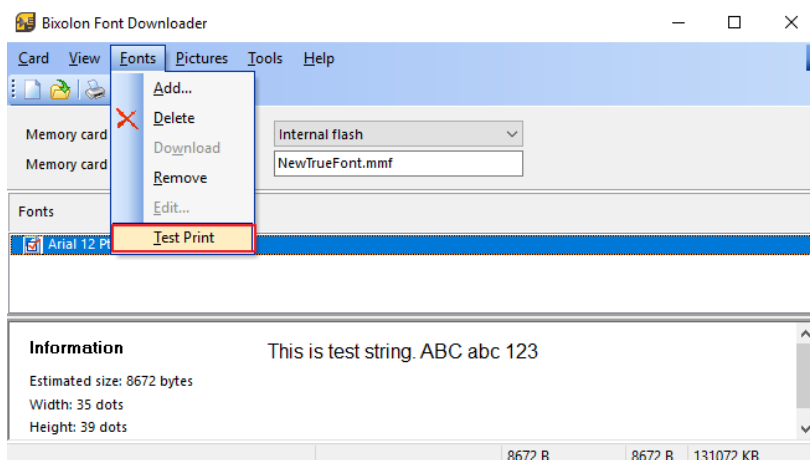 Bixolon Font Downloader
Card View Fonts Pictures Tools Help
Add...
Delete
Download
Remove
Edit...
Test Print
Memory card
Internal flash
Memory card
NewTrueFont.mmf
Fonts
Arial 12
Information
This is test string. ABC abc 123
Estimated size: 8672 bytes
Width: 35 dots
Height: 39 dots
8672 B 8672 B 131072 KB